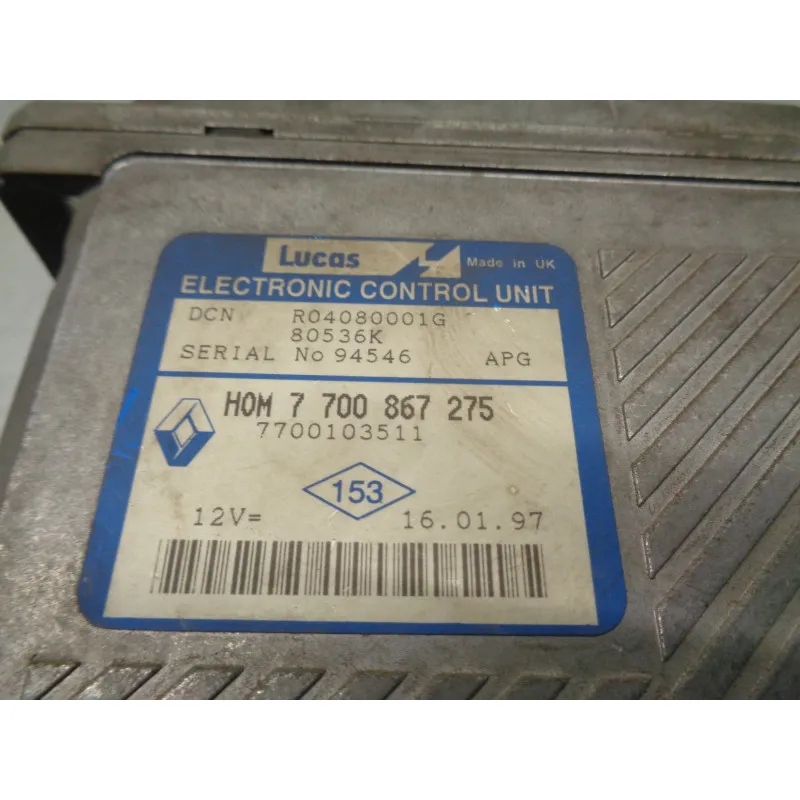 Lucas Made in UK
ELECTRONIC CONTROL UNIT
DCN R04080001G
80536K
SERIAL No 94546 APG
HOM 7 700 867 275
7700103511
153
12V= 16.01.97